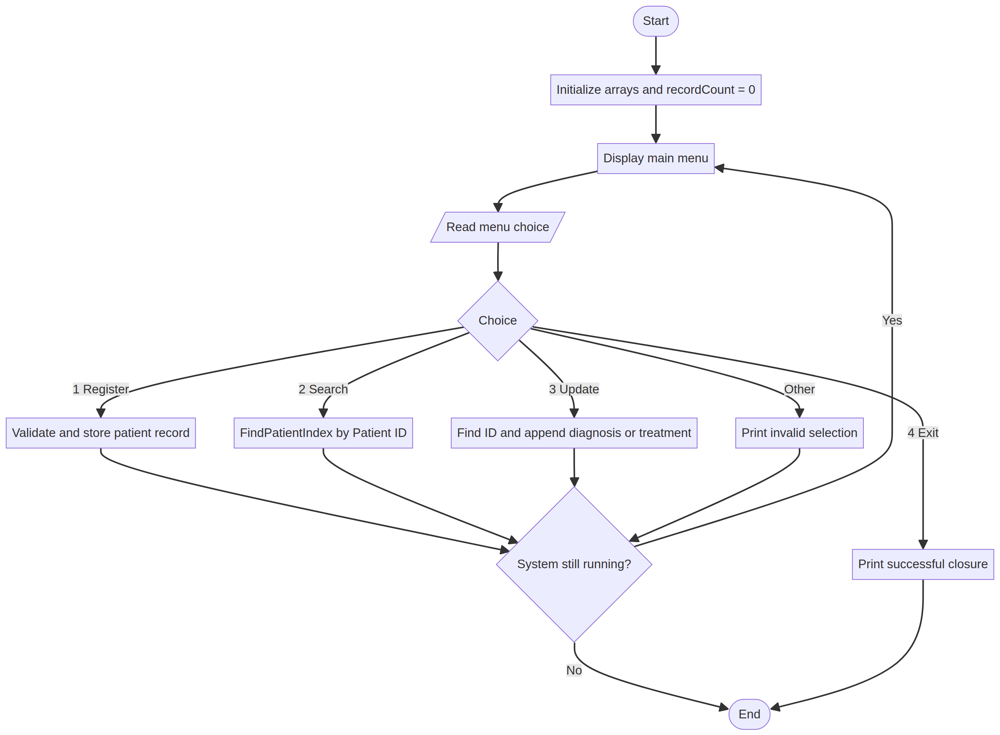 Start
Initialize arrays and recordCount = 0
Display main menu
Read menu choice
Choice
Yes
1 Register
2 Search
3 Update
Other
Validate and store patient record
FindPatientIndex by Patient ID
Find ID and append diagnosis or treatment
Print invalid selection
4 Exit
System still running?
Print successful closure
No
End